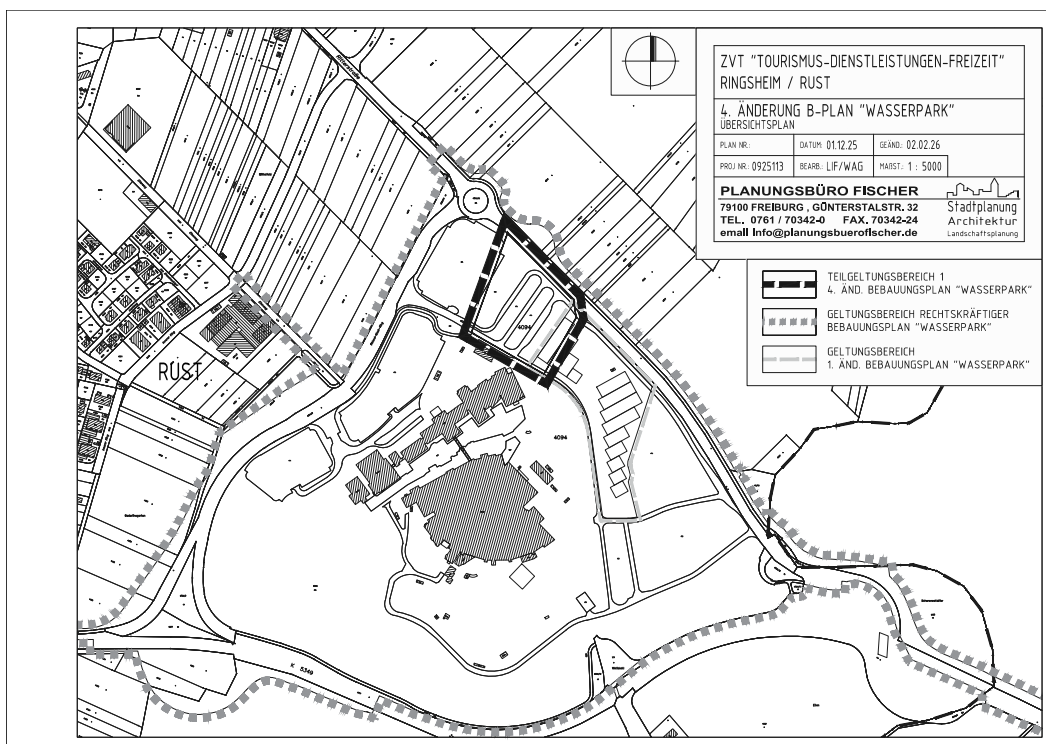 ZVT "TOURISMUS-DIENSTLEISTUNGEN-FREIZEIT"
RINGSHEIM / RUST
4. ÄNDERUNG B-PLAN "WASSERPARK"
ÜBERSICHTSPLAN
PLAN NR.: DATUM: 01.12.25 GEÄND.: 02.02.26
PROJ NR.: 0925113 BEARB.: LIF/WAG MAßST.: 1 : 5000
PLANUNGSBÜRO FISCHER
79100 FREIBURG , GÜNTERSTALSTR. 32
TEL. 0761 / 70342-0 FAX. 70342-24
email Info@planungsbuerofischer.de
Stadtplanung
Architektur
Landschaftsplanung
TEILGELTUNGSBEREICH 1
4. ÄND. BEBAUUNGSPLAN "WASSERPARK"
GELTUNGSBEREICH RECHTSKRÄFTIGER
BEBAUUNGSPLAN "WASSERPARK"
GELTUNGSBEREICH
1. ÄND. BEBAUUNGSPLAN "WASSERPARK"
4094
RUST
4094
K 5349